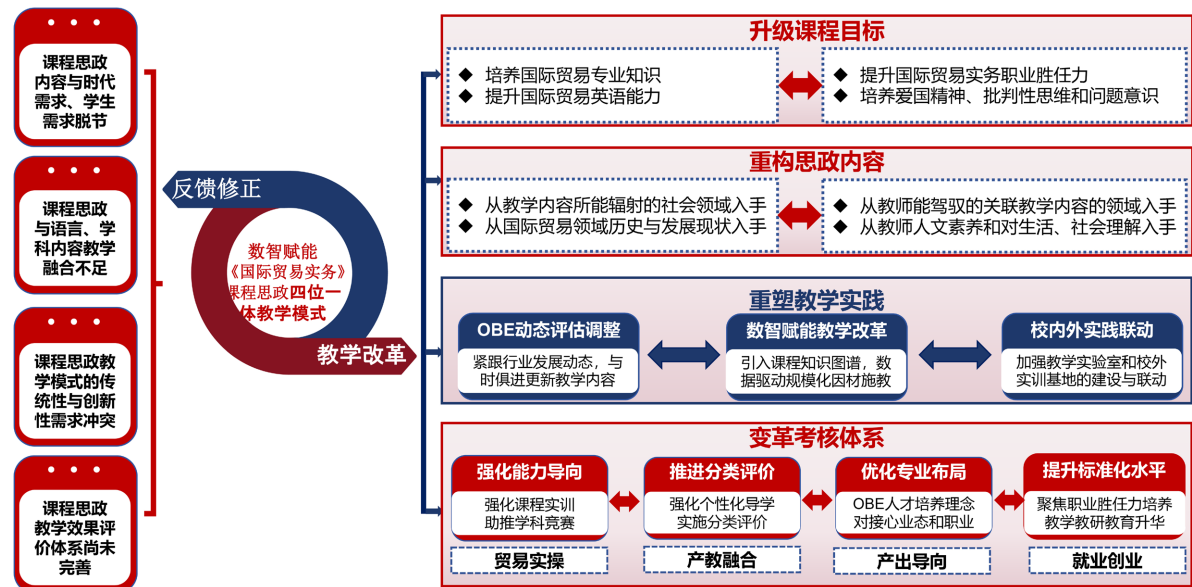 课程思政
内容与时代
需求、学生
需求脱节
课程思政
与语言、学
科内容教学
融合不足
课程思政教
学模式的传
统性与创新
性需求冲突
课程思政
教学效果评
价体系尚未
完善
反馈修正
数智赋能
《国际贸易实务》
课程思政四位一
体教学模式
教学改革
升级课程目标
◆ 培养国际贸易专业知识
◆ 提升国际贸易英语能力
◆ 提升国际贸易实务职业胜任力
◆ 培养爱国精神、批判性思维和问题意识
重构思政内容
◆ 从教学内容所能辐射的社会领域入手
◆ 从国际贸易领域历史与发展现状入手
◆ 从教师能驾驭的关联教学内容的领域入手
◆ 从教师人文素养和对生活、社会理解入手
重塑教学实践
OBE动态评估调整
紧跟行业发展动态，与
时俱进更新教学内容
数智赋能教学改革
引入课程知识图谱，数
据驱动规模化因材施教
校内外实践联动
加强教学实验室和校外
实训基地的建设与联动
变革考核体系
强化能力导向
强化课程实训
助推学科竞赛
贸易实操
推进分类评价
强化个性化导学
实施分类评价
产教融合
优化专业布局
OBE人才培养理念
对接心业态和职业
产出导向
提升标准化水平
聚焦职业胜任力培养
教学教研教育升华
就业创业